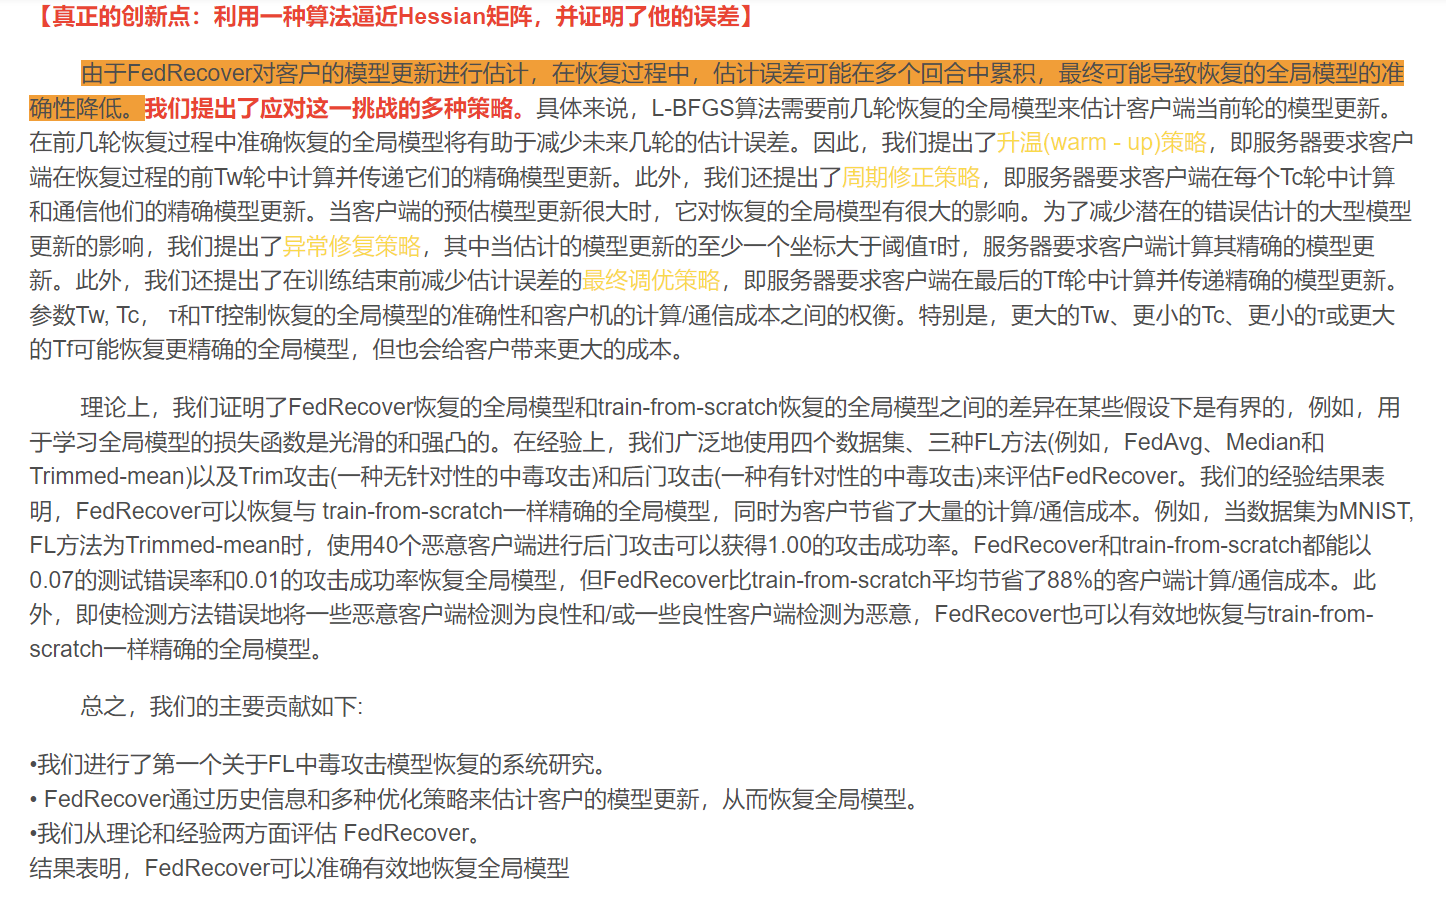 【真正的创新点：利用一种算法逼近Hessian矩阵，并证明了他的误差】
由于FedRecover对客户的模型更新进行估计，在恢复过程中，估计误差可能在多个回合中累积，最终可能导致恢复的全局模型的准
确性降低。我们提出了应对这一挑战的多种策略。具体来说，L-BFGS算法需要前几轮恢复的全局模型来估计客户端当前轮的模型更新。
在前几轮恢复过程中准确恢复的全局模型将有助于减少未来几轮的估计误差。因此，我们提出了升温(warm - up)策略，即服务器要求客户
端在恢复过程的前Tw轮中计算并传递它们的精确模型更新。此外，我们还提出了周期修正策略，即服务器要求客户端在每个Tc轮中计算
和通信他们的精确模型更新。当客户端的预估模型更新很大时，它对恢复的全局模型有很大的影响。为了减少潜在的错误估计的大型模型
更新的影响，我们提出了异常修复策略，其中当估计的模型更新的至少一个坐标大于阈值τ时，服务器要求客户端计算其精确的模型更
新。此外，我们还提出了在训练结束前减少估计误差的最终调优策略，即服务器要求客户端在最后的Tf轮中计算并传递精确的模型更新。
参数Tw, Tc， τ和Tf控制恢复的全局模型的准确性和客户机的计算/通信成本之间的权衡。特别是，更大的Tw、更小的Tc、更小的τ或更大
的Tf可能恢复更精确的全局模型，但也会给客户带来更大的成本。
理论上，我们证明了FedRecover恢复的全局模型和train-from-scratch恢复的全局模型之间的差异在某些假设下是有界的，例如，用
于学习全局模型的损失函数是光滑的和强凸的。在经验上，我们广泛地使用四个数据集、三种FL方法(例如，FedAvg、Median和
Trimmed-mean)以及Trim攻击(一种无针对性的中毒攻击)和后门攻击(一种有针对性的中毒攻击)来评估FedRecover。我们的经验结果表
明，FedRecover可以恢复与 train-from-scratch一样精确的全局模型，同时为客户节省了大量的计算/通信成本。例如，当数据集为MNIST,
FL方法为Trimmed-mean时，使用40个恶意客户端进行后门攻击可以获得1.00的攻击成功率。FedRecover和train-from-scratch都能以
0.07的测试错误率和0.01的攻击成功率恢复全局模型，但FedRecover比train-from-scratch平均节省了88%的客户端计算/通信成本。此
外，即使检测方法错误地将一些恶意客户端检测为良性和/或一些良性客户端检测为恶意，FedRecover也可以有效地恢复与train-from-
scratch一样精确的全局模型。
总之，我们的主要贡献如下:
•我们进行了第一个关于FL中毒攻击模型恢复的系统研究。
• FedRecover通过历史信息和多种优化策略来估计客户的模型更新，从而恢复全局模型。
•我们从理论和经验两方面评估 FedRecover。
结果表明，FedRecover可以准确有效地恢复全局模型